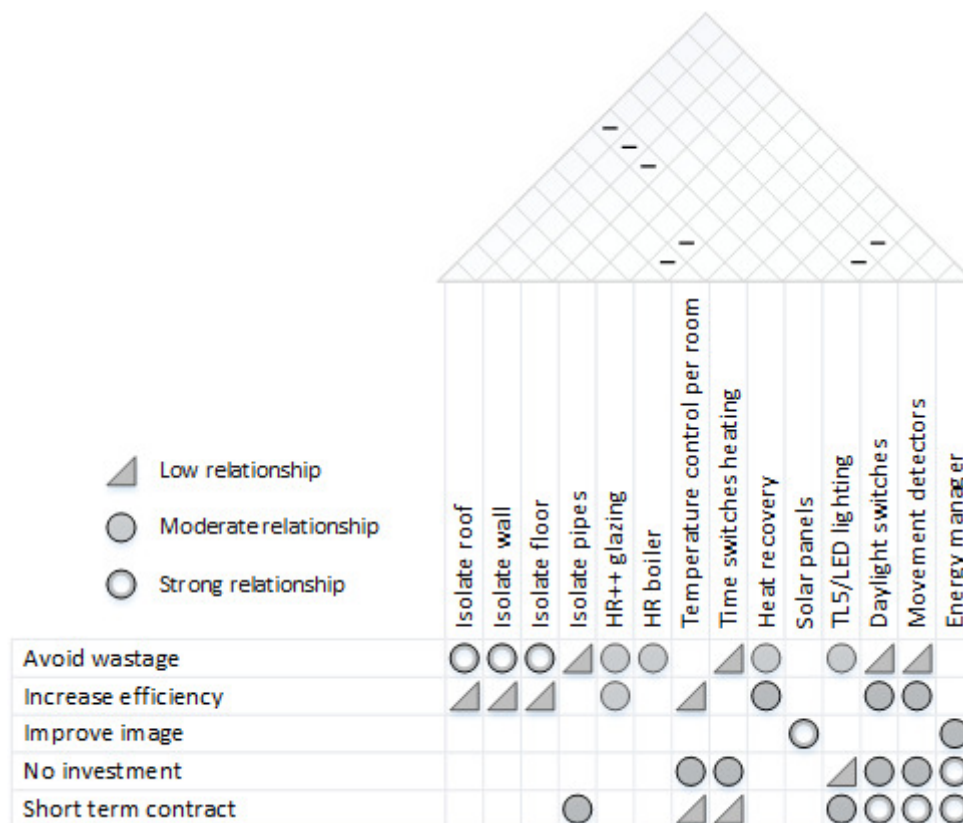 Low relationship
Moderate relationship
Strong relationship
Isolate roof
Isolate wall
Isolate floor
Isolate pipes
HR++ glazing
HR boiler
Temperature control per room
Time switches heating
Heat recovery
Solar panels
TL5/LED lighting
Daylight switches
Movement detectors
Energy manager
Avoid wastage
Increase efficiency
Improve image
No investment
Short term contract